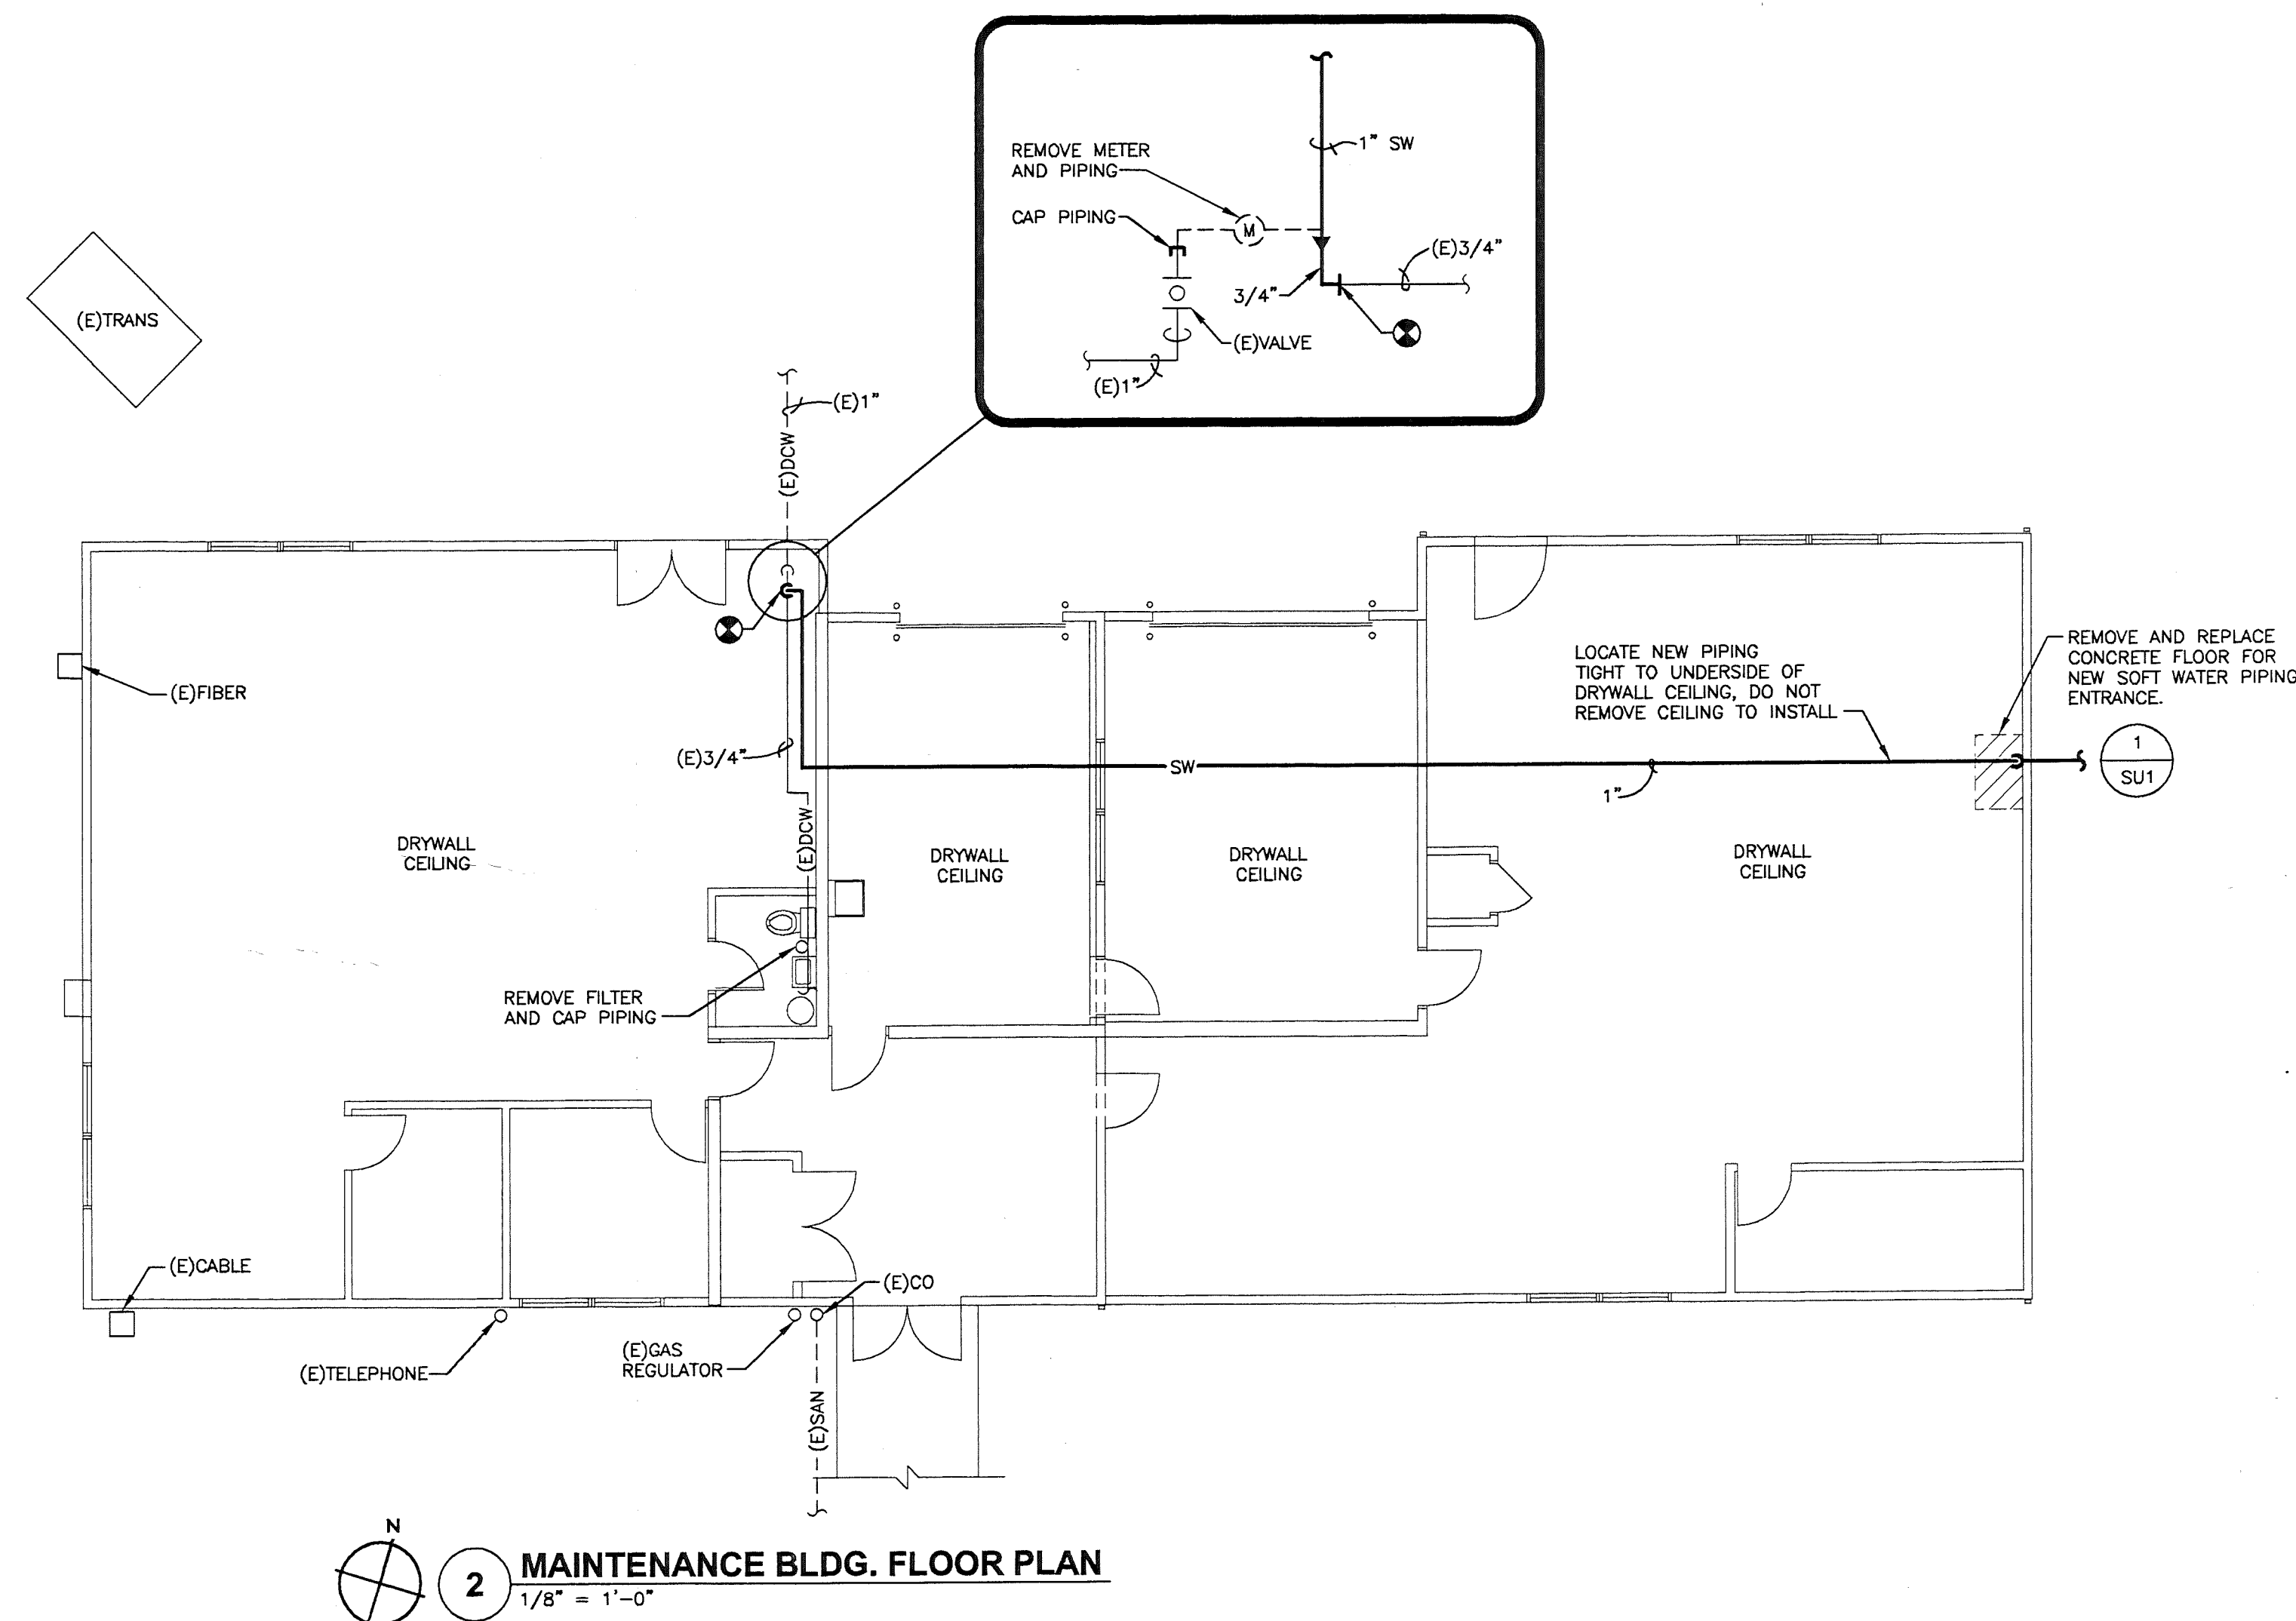 REMOVE METER
AND PIPING
1" SW
CAP PIPING
M
(E)3/4"
3/4"
(E)VALVE
(E)1"
(E)TRANS
(E)1"
(E)DCW
(E)FIBER
(E)3/4"
SW
1"
LOCATE NEW PIPING
TIGHT TO UNDERSIDE OF
DRYWALL CEILING, DO NOT
REMOVE CEILING TO INSTALL
REMOVE AND REPLACE
CONCRETE FLOOR FOR
NEW SOFT WATER PIPING
ENTRANCE.
1
SU1
(E)DCW
DRYWALL
CEILING
DRYWALL
CEILING
DRYWALL
CEILING
DRYWALL
CEILING
REMOVE FILTER
AND CAP PIPING
(E)CABLE
(E)CO
(E)TELEPHONE
(E)GAS
REGULATOR
(E)SAN
N
2
MAINTENANCE BLDG. FLOOR PLAN
1/8" = 1'-0"